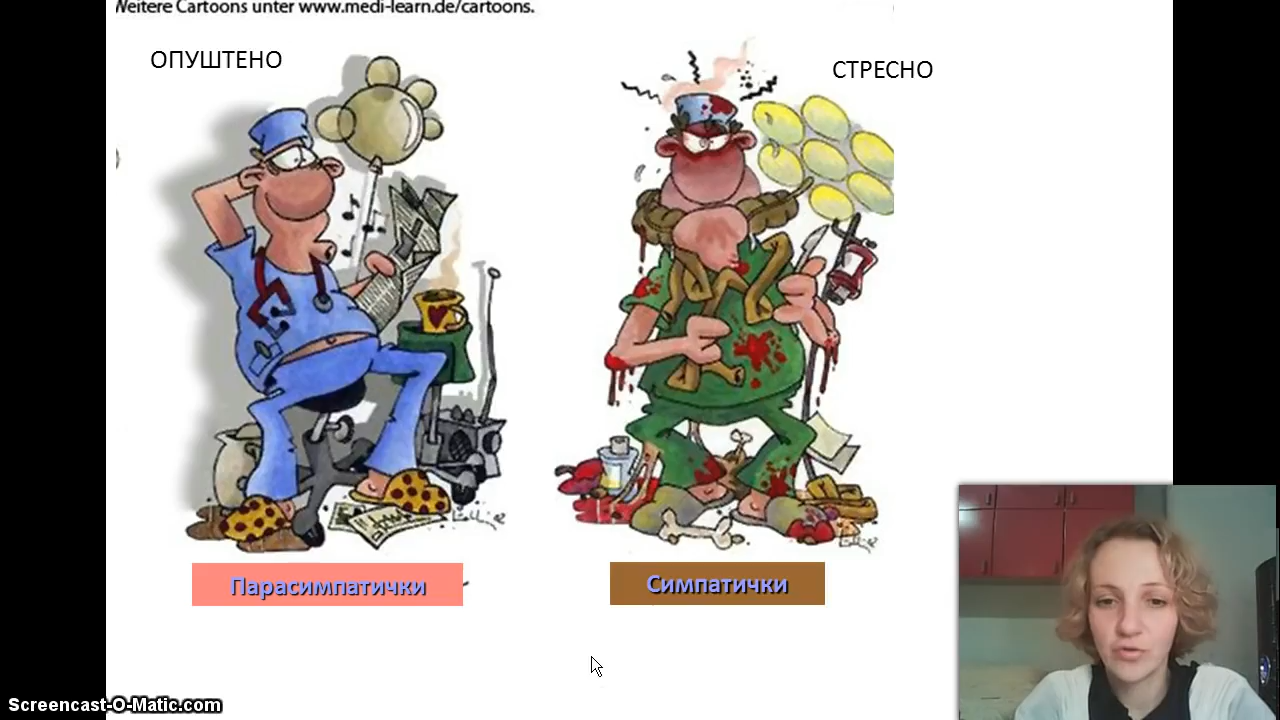 Weitere Cartoons unter www.medi-learn.de/cartoons.
ОПУШТЕНО
СТРЕСНО
Парасимпатички
Симпатички
Screencast-O-Matic.com